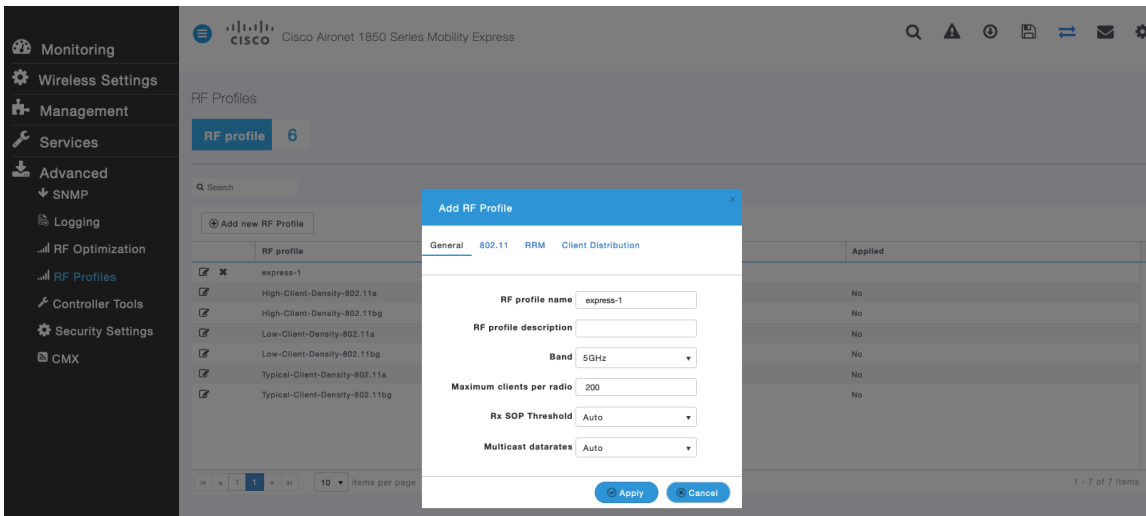 CISCO Cisco Aironet 1850 Series Mobility Express
Monitoring
Wireless Settings
Management
Services
Advanced
SNMP
Logging
RF Optimization
RF Profiles
Controller Tools
Security Settings
CMX
RF Profiles
RF profile 6
Search
Add new RF Profile
RF profile Applied
express-1
High-Client-Density-802.11a No
High-Client-Density-802.11bg No
Low-Client-Density-802.11a No
Low-Client-Density-802.11bg No
Typical-Client-Density-802.11a No
Typical-Client-Density-802.11bg No
1 1 10 items per page 1 - 7 of 7 items
Add RF Profile
General 802.11 RRM Client Distribution
RF profile name express-1
RF profile description
Band 5GHz
Maximum clients per radio 200
Rx SOP Threshold Auto
Multicast datarates Auto
Apply Cancel